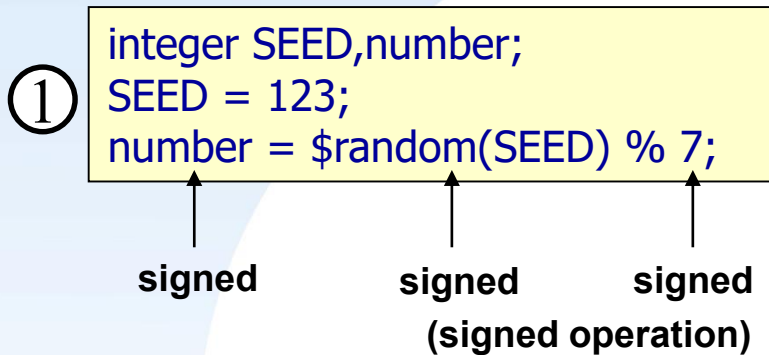 ①
integer SEED,number;
SEED = 123;
number = $random(SEED) % 7;
signed signed signed
(signed operation)